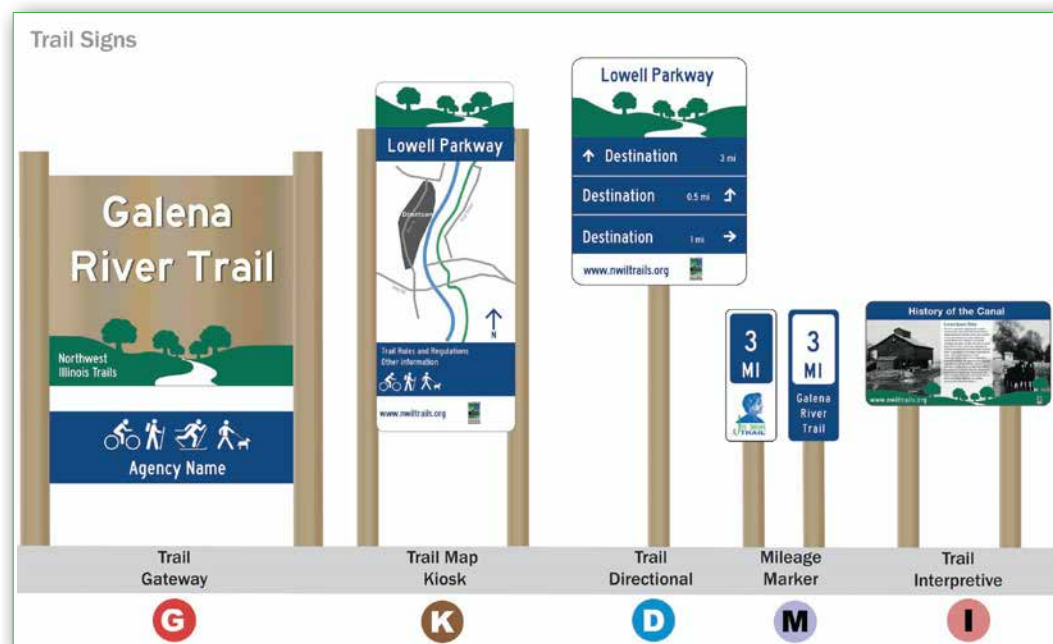 Trail Signs
Galena
River Trail
Northwest
Illinois Trails
Agency Name
Lowell Parkway
Downtown
N
Trail Rules and Regulations
Other information
www.nwiltrails.org
Lowell Parkway
Destination 3 mi
Destination 0.5 mi
Destination 1 mi
www.nwiltrails.org
3
MI
TRAIL
3
MI
Galena
River
Trail
History of the Canal
www.nwiltrails.org
Trail
Gateway
Trail Map
Kiosk
Trail
Directional
Mileage
Marker
Trail
Interpretive
G
K
D
M
I